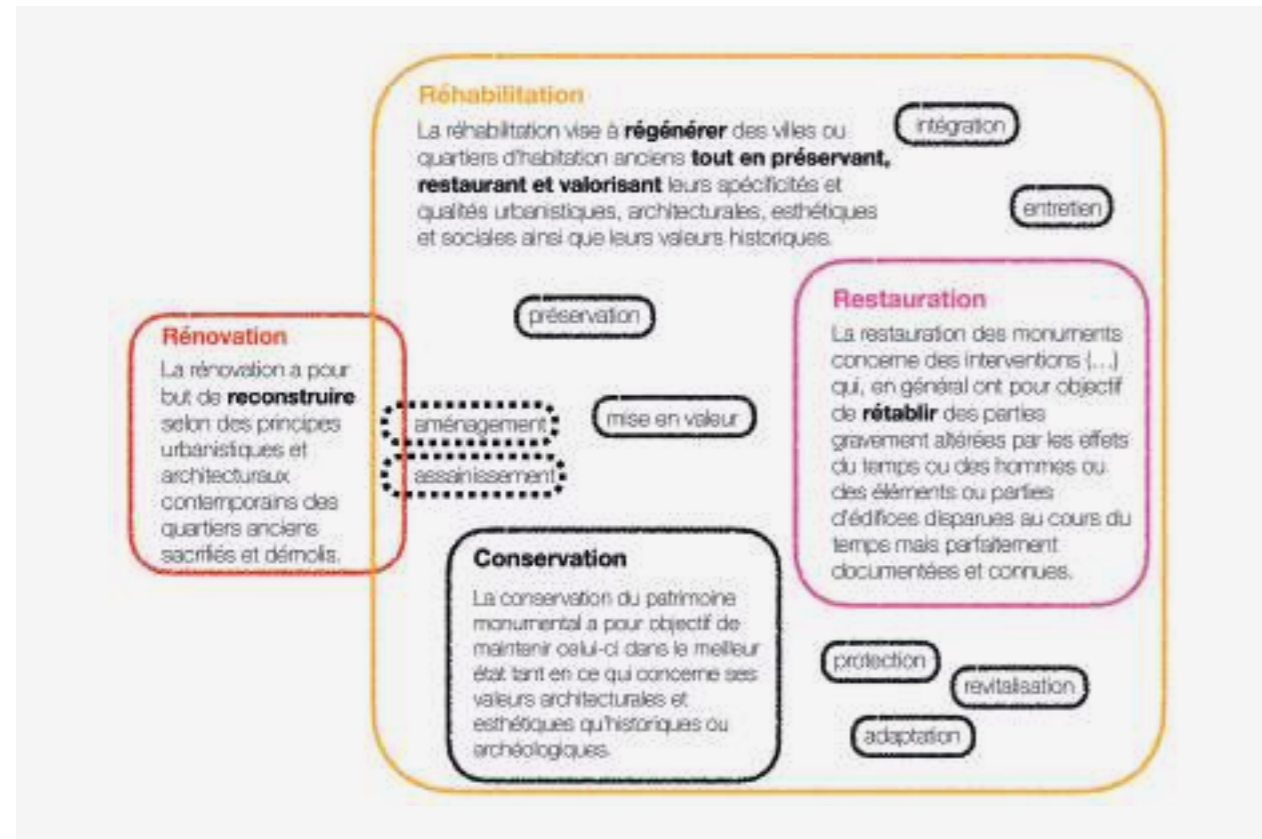 Réhabilitation
La réhabilitation vise à régénérer des villes ou
quartiers d'habitation anciens tout en préservant,
restaurant et valorisant leurs spécificités et
qualités urbanistiques, architecturales, esthétiques
et sociales ainsi que leurs valeurs historiques.
intégration
entretien
préservation
Rénovation
La rénovation a pour
but de reconstruire
selon des principes
urbanistiques et
architecturaux
contemporains des
quartiers anciens
sacrifiés et démolis.
aménagement
assainissement
mise en valeur
Restauration
La restauration des monuments
concerne des interventions (...)
qui, en général ont pour objectif
de rétablir des parties
gravement altérées par les effets
du temps ou des hommes ou
des éléments ou parties
d'édifices disparues au cours du
temps mais parfaitement
documentées et connues.
Conservation
La conservation du patrimoine
monumental a pour objectif de
maintenir celui-ci dans le meilleur
état tant en ce qui concerne ses
valeurs architecturales et
esthétiques qu'historiques ou
archéologiques.
protection
revitalisation
adaptation